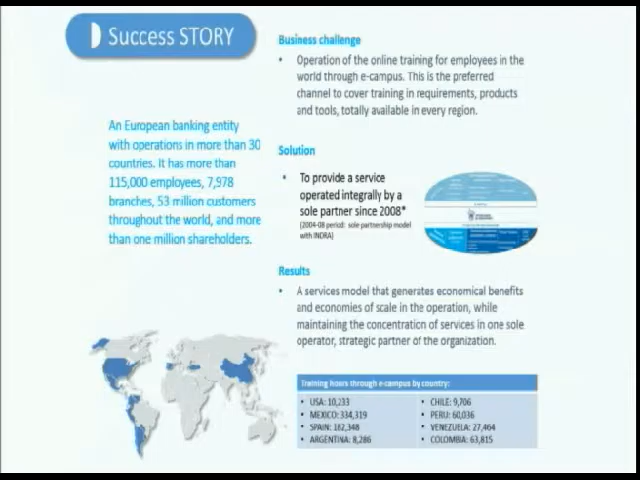 Success STORY
An European banking entity
with operations in more than 30
countries. It has more than
115,000 employees, 7,978
branches, 53 million customers
throughout the world, and more
than one million shareholders.
Business challenge
• Operation of the online training for employees in the
world through e-campus. This is the preferred
channel to cover training in requirements, products
and tools, totally available in every region.
Solution
• To provide a service
operated integrally by a
sole partner since 2008*
(2004-08 period: sole partnership model
with INDRA)
Results
• A services model that generates economical benefits
and economies of scale in the operation, while
maintaining the concentration of services in one sole
operator, strategic partner of the organization.
Training hours through e-campus by country:
• USA: 10,233
• MEXICO: 334,319
• SPAIN: 182,348
• ARGENTINA: 8,286
• CHILE: 9,706
• PERU: 60,036
• VENEZUELA: 27,464
• COLOMBIA: 63,815